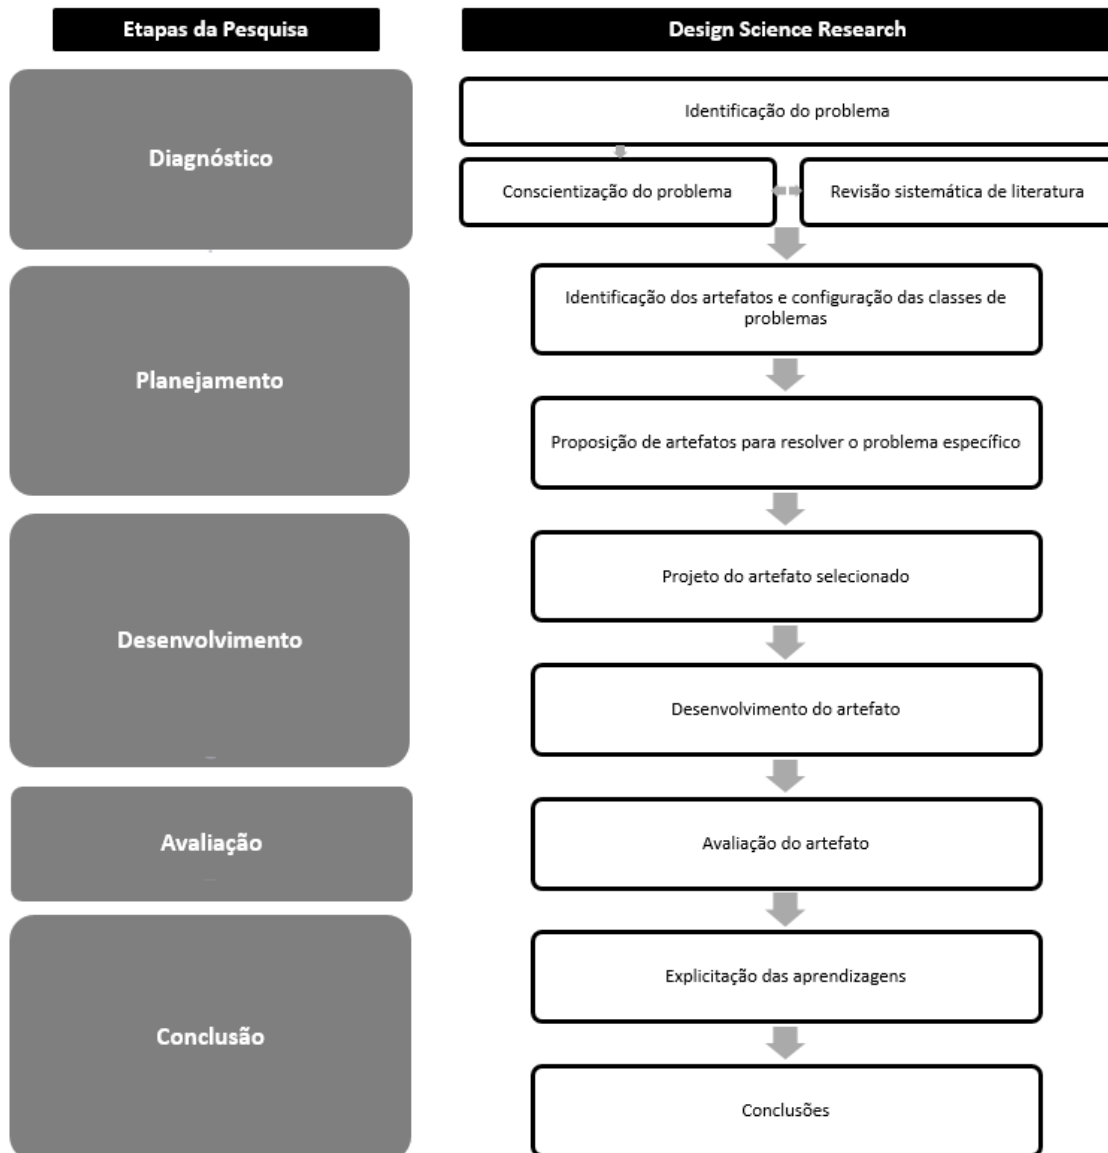 Etapas da Pesquisa
Design Science Research
Diagnóstico
Identificação do problema
Conscientização do problema
Revisão sistemática de literatura
Planejamento
Identificação dos artefatos e configuração das classes de
problemas
Proposição de artefatos para resolver o problema específico
Desenvolvimento
Projeto do artefato selecionado
Desenvolvimento do artefato
Avaliação
Avaliação do artefato
Conclusão
Explicitação das aprendizagens
Conclusões